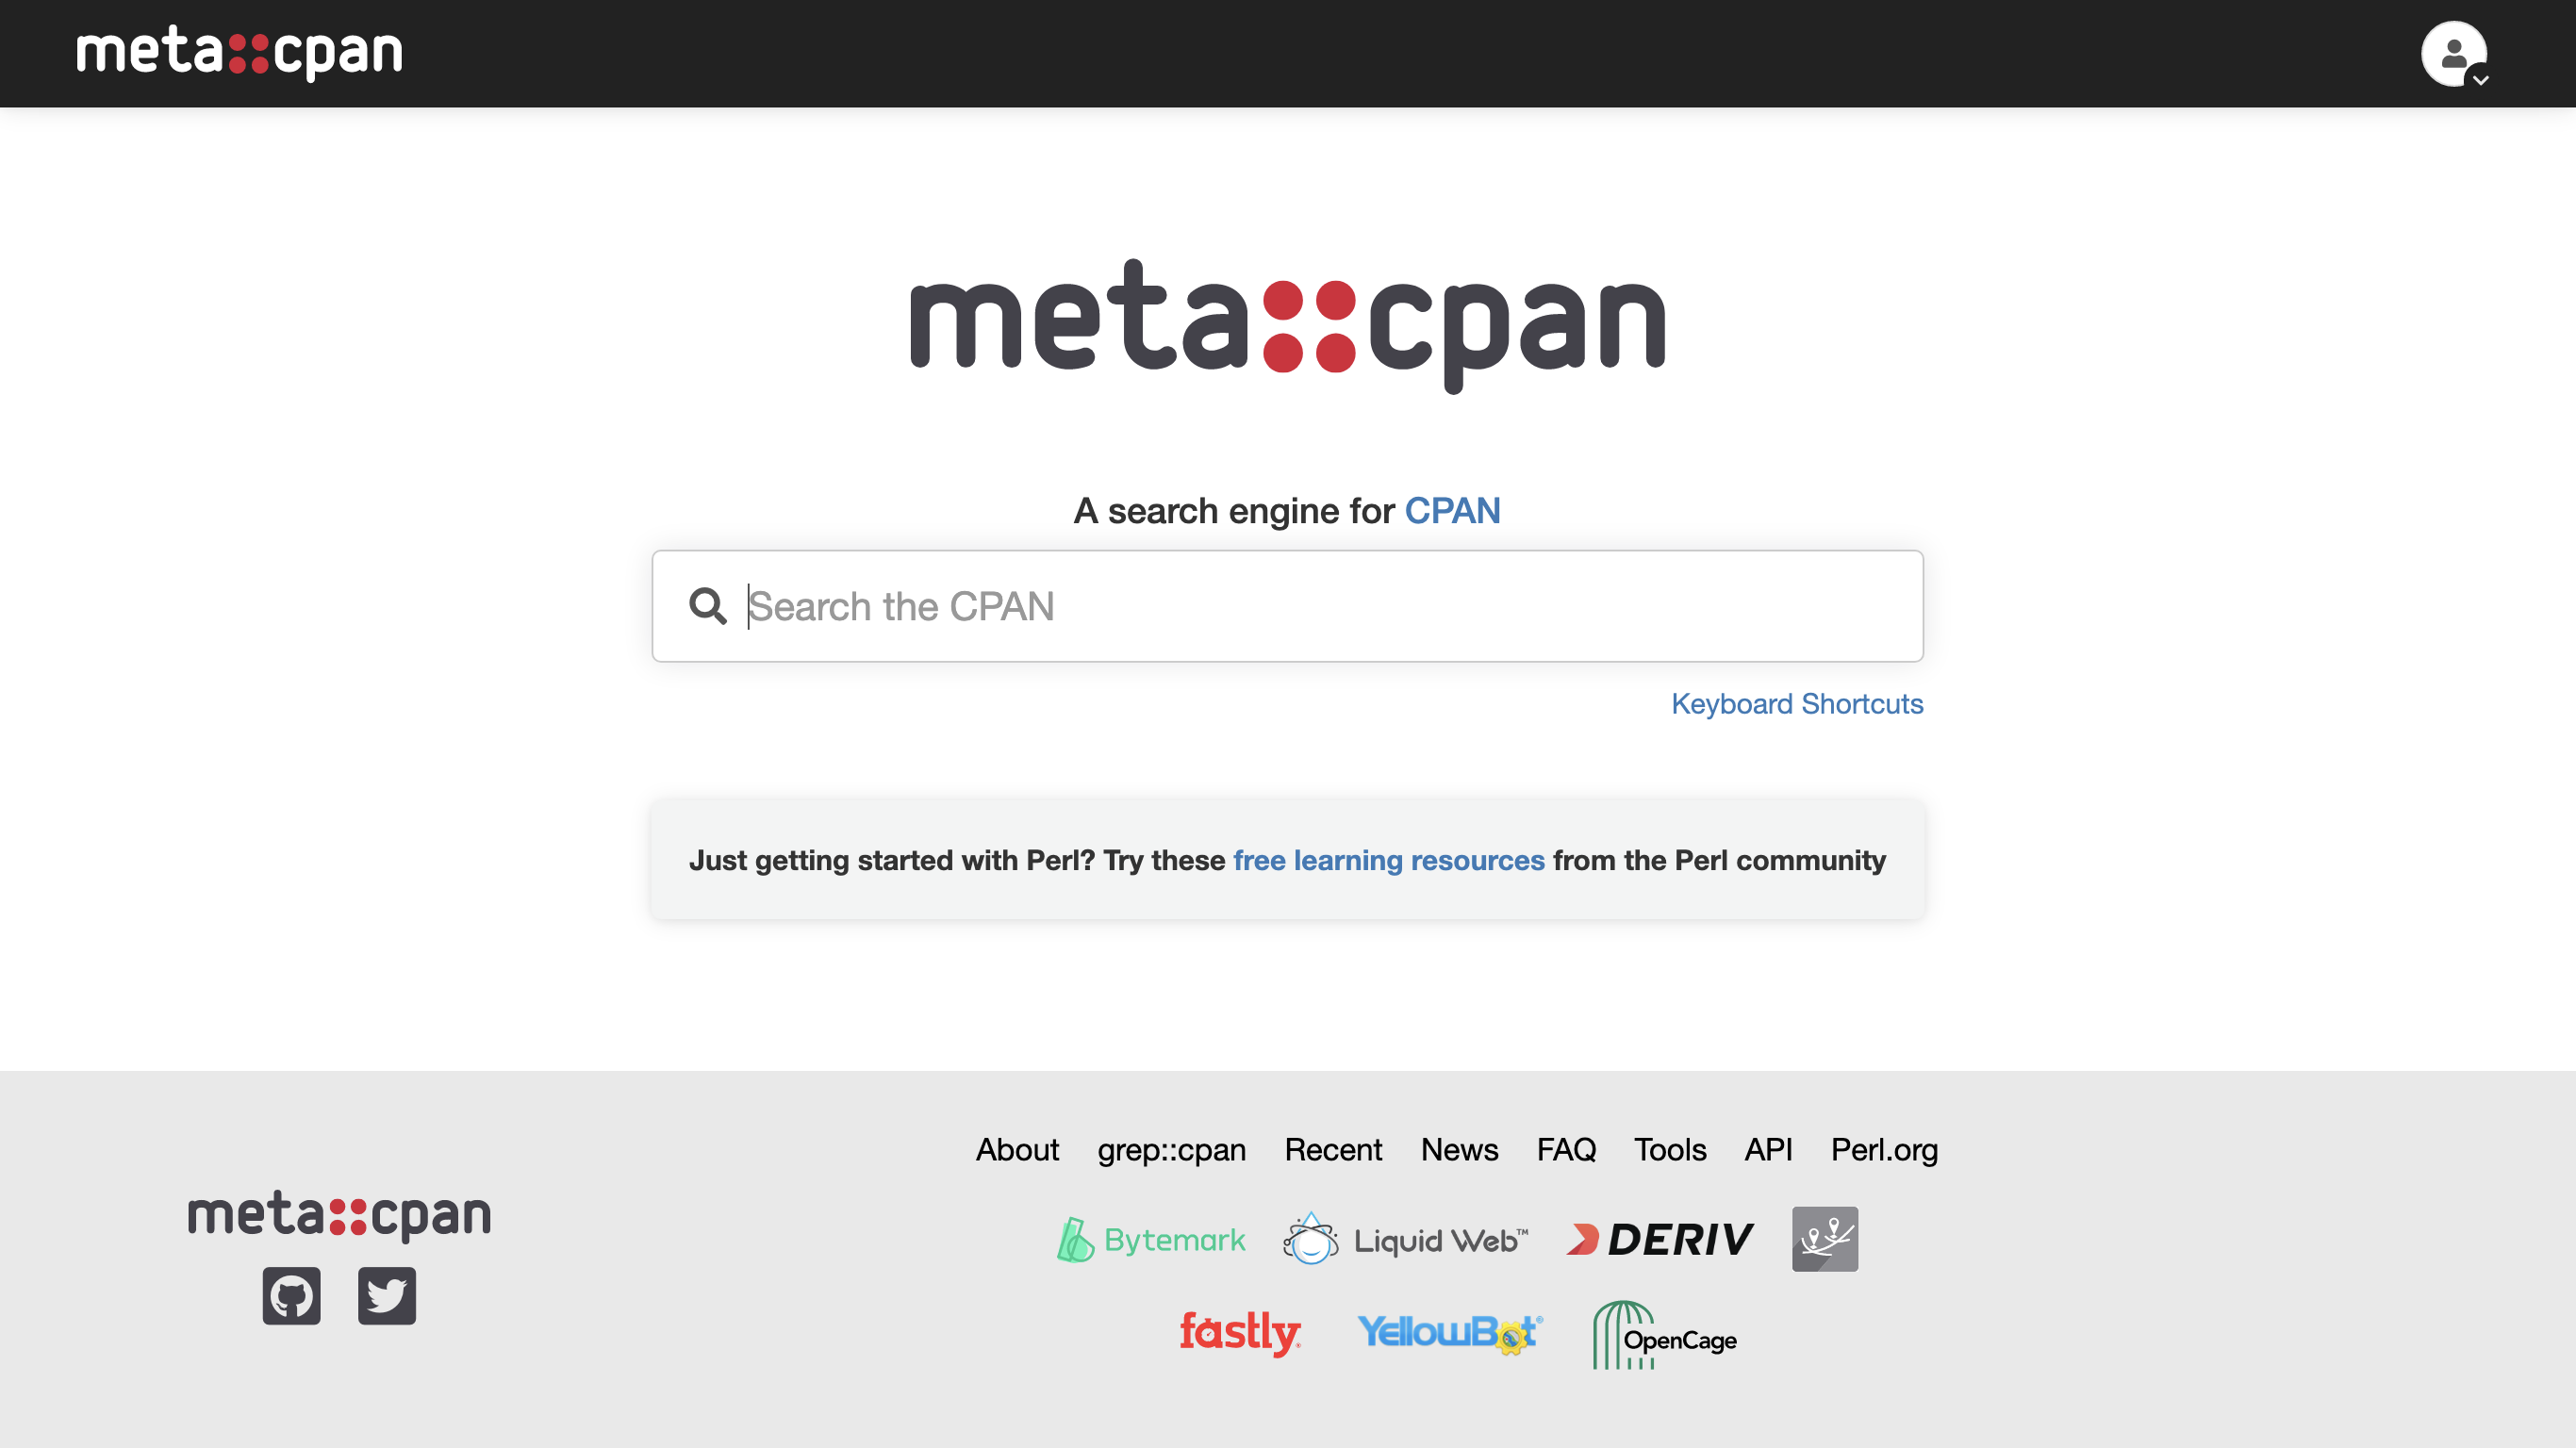 meta::cpan
meta::cpan
A search engine for CPAN
Search the CPAN
Keyboard Shortcuts
Just getting started with Perl? Try these free learning resources from the Perl community
About grep::cpan Recent News FAQ Tools API Perl.org
meta::cpan
Bytemark Liquid Web™ DERIV
fastly YellowBot® OpenCage